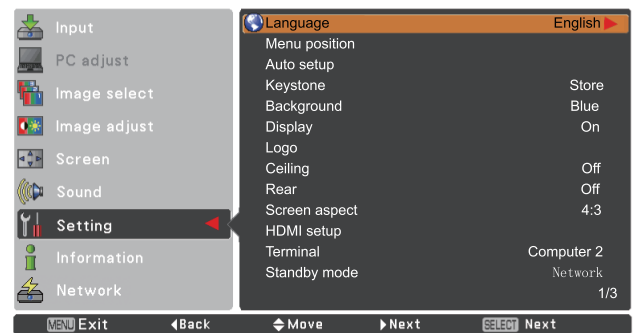 Input
PC adjust
Image select
Image adjust
Screen
Sound
Setting
Information
Network
Language English
Menu position
Auto setup
Keystone Store
Background Blue
Display On
Logo
Ceiling Off
Rear Off
Screen aspect 4:3
HDMI setup
Terminal Computer 2
Standby mode Network
1/3
MENU Exit Back Move Next SELECT Next